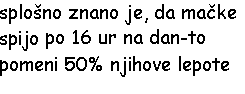 splošno znano je, da mačke
spijo po 16 ur na dan-to
pomeni 50% njihove lepote